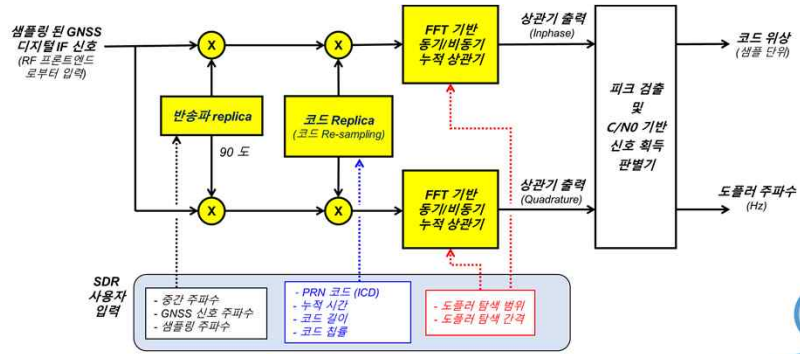 샘플링 된 GNSS
디지털 IF 신호
(RF 프론트엔드
로부터 입력)
X
X
FFT 기반
동기/비동기
누적 상관기
상관기 출력
(Inphase)
코드 위상
(샘플 단위)
반송파 replica
코드 Replica
(코드 Re-sampling)
90 도
피크 검출
및
C/N0 기반
신호 획득
판별기
X
X
FFT 기반
동기/비동기
누적 상관기
상관기 출력
(Quadrature)
도플러 주파수
(Hz)
SDR
사용자
입력
- 중간 주파수
- GNSS 신호 주파수
- 샘플링 주파수
- PRN 코드 (ICD)
- 누적 시간
- 코드 길이
- 코드 칩률
- 도플러 탐색 범위
- 도플러 탐색 간격